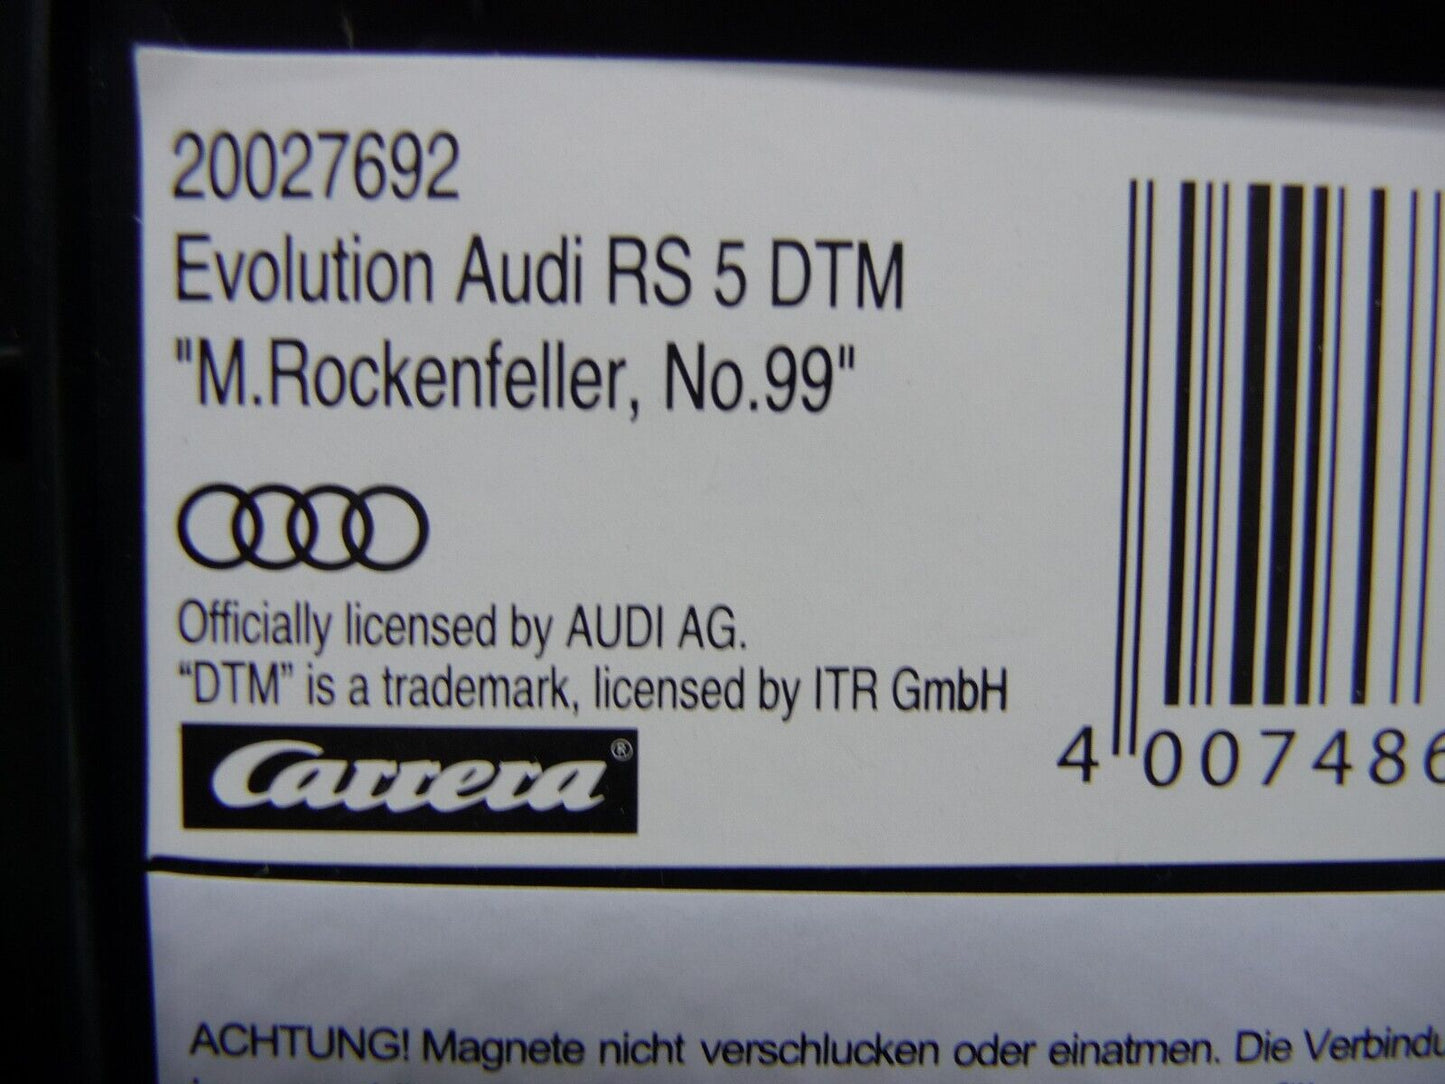 20027692
Evolution Audi RS 5 DTM
"M.Rockenfeller, No.99"
Officially licensed by AUDI AG.
“DTM” is a trademark, licensed by ITR GmbH
Carrera®
4 007486
ACHTUNG! Magnete nicht verschlucken oder einatmen. Die